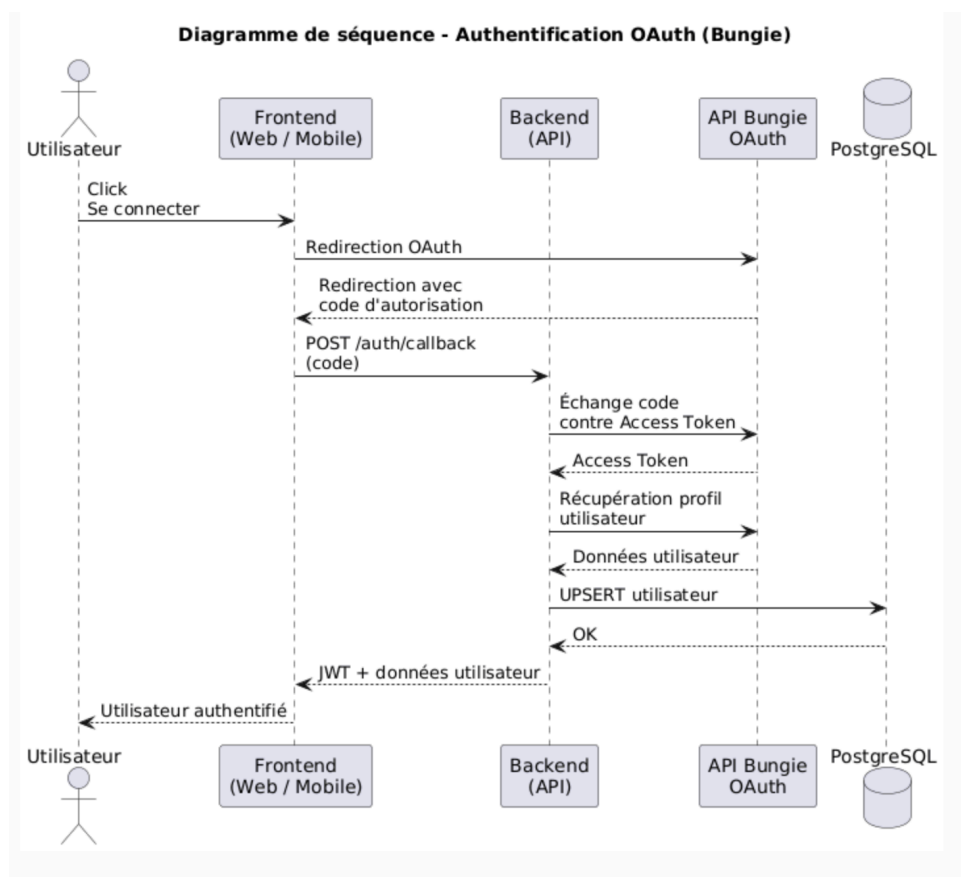 Diagramme de séquence - Authentification OAuth (Bungie)
Utilisateur
Frontend
(Web / Mobile)
Backend
(API)
API Bungie
OAuth
PostgreSQL
Click
Se connecter
Redirection OAuth
Redirection avec
code d'autorisation
POST /auth/callback
(code)
Échange code
contre Access Token
Access Token
Récupération profil
utilisateur
Données utilisateur
UPSERT utilisateur
OK
JWT + données utilisateur
Utilisateur authentifié
Utilisateur
Frontend
(Web / Mobile)
Backend
(API)
API Bungie
OAuth
PostgreSQL